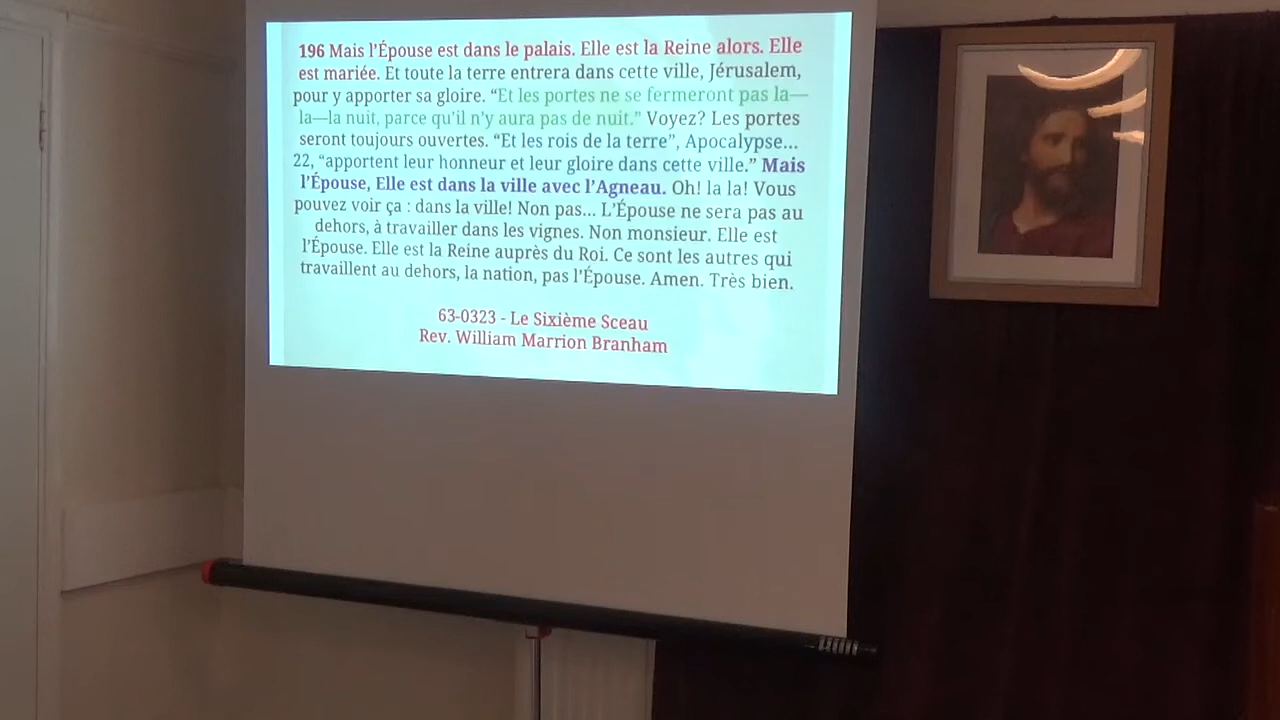 196 Mais l'Épouse est dans le palais. Elle est la Reine alors. Elle
est mariée. Et toute la terre entrera dans cette ville, Jérusalem,
pour y apporter sa gloire. “Et les portes ne se fermeront pas la—
la—la nuit, parce qu'il n'y aura pas de nuit.” Voyez? Les portes
seront toujours ouvertes. “Et les rois de la terre”, Apocalypse...
22, “apportent leur honneur et leur gloire dans cette ville.” Mais
l'Épouse, Elle est dans la ville avec l'Agneau. Oh! la la! Vous
pouvez voir ça : dans la ville! Non pas... L'Épouse ne sera pas au
dehors, à travailler dans les vignes. Non monsieur. Elle est
l'Épouse. Elle est la Reine auprès du Roi. Ce sont les autres qui
travaillent au dehors, la nation, pas l'Épouse. Amen. Très bien.
63-0323 - Le Sixième Sceau
Rev. William Marrion Branham